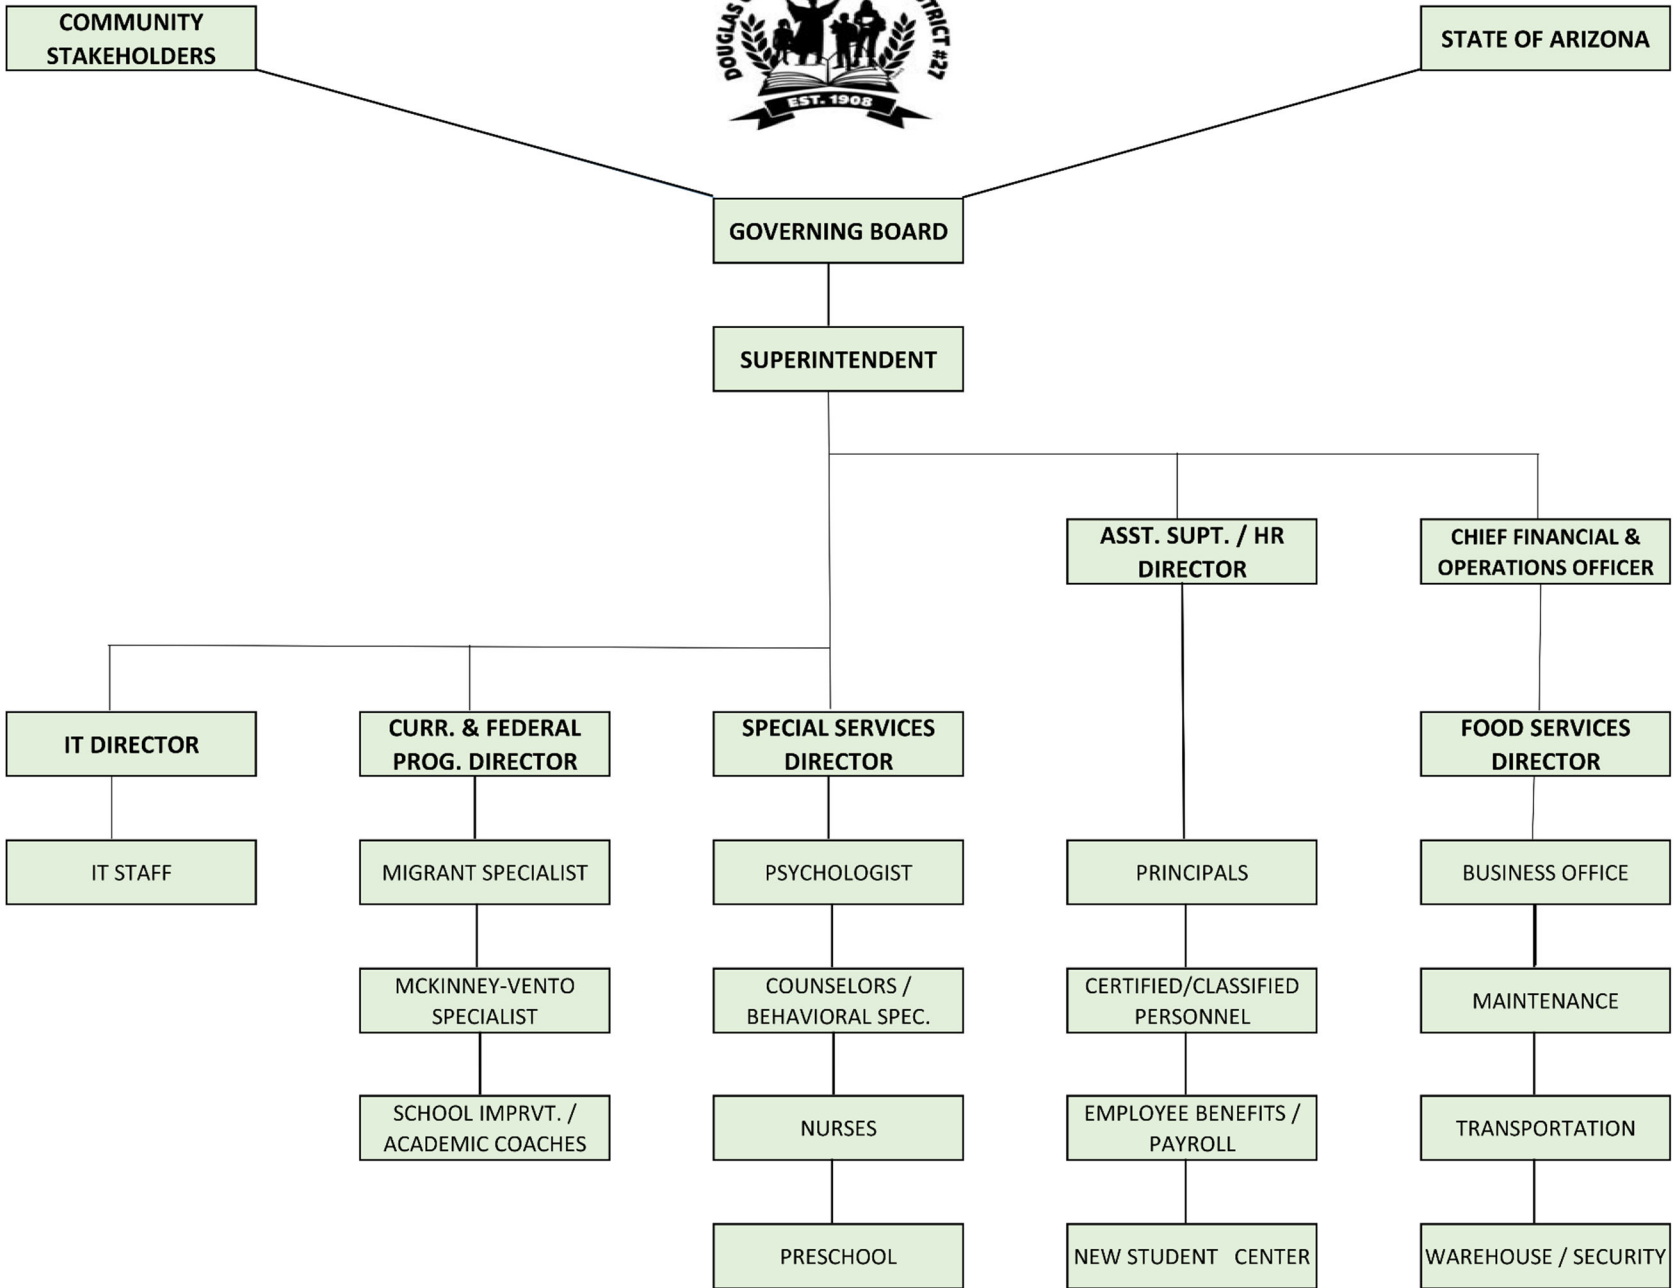 COMMUNITY
STAKEHOLDERS
DOUGLAS
TRICT #27
EST. 1908
STATE OF ARIZONA
GOVERNING BOARD
SUPERINTENDENT
ASST. SUPT. / HR
DIRECTOR
CHIEF FINANCIAL &
OPERATIONS OFFICER
IT DIRECTOR
CURR. & FEDERAL
PROG. DIRECTOR
SPECIAL SERVICES
DIRECTOR
FOOD SERVICES
DIRECTOR
IT STAFF
MIGRANT SPECIALIST
PSYCHOLOGIST
PRINCIPALS
BUSINESS OFFICE
MCKINNEY-VENTO
SPECIALIST
COUNSELORS /
BEHAVIORAL SPEC.
CERTIFIED/CLASSIFIED
PERSONNEL
MAINTENANCE
SCHOOL IMPRVT. /
ACADEMIC COACHES
NURSES
EMPLOYEE BENEFITS /
PAYROLL
TRANSPORTATION
PRESCHOOL
NEW STUDENT CENTER
WAREHOUSE / SECURITY